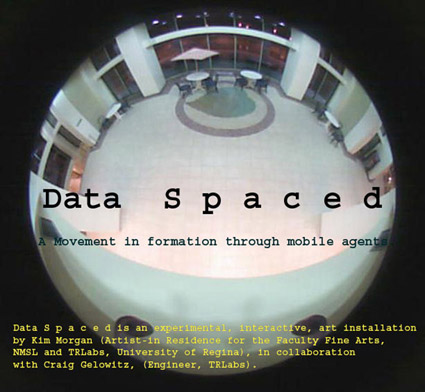 Data S p a c e d
A Movement in formation through mobile agents
Data S p a c e d is an experimental, interactive, art installation
by Kim Morgan (Artist-in Residence for the Faculty Fine Arts,
NMSL and TRLabs, University of Regina), in collaboration
with Craig Gelowitz, (Engineer, TRLabs).